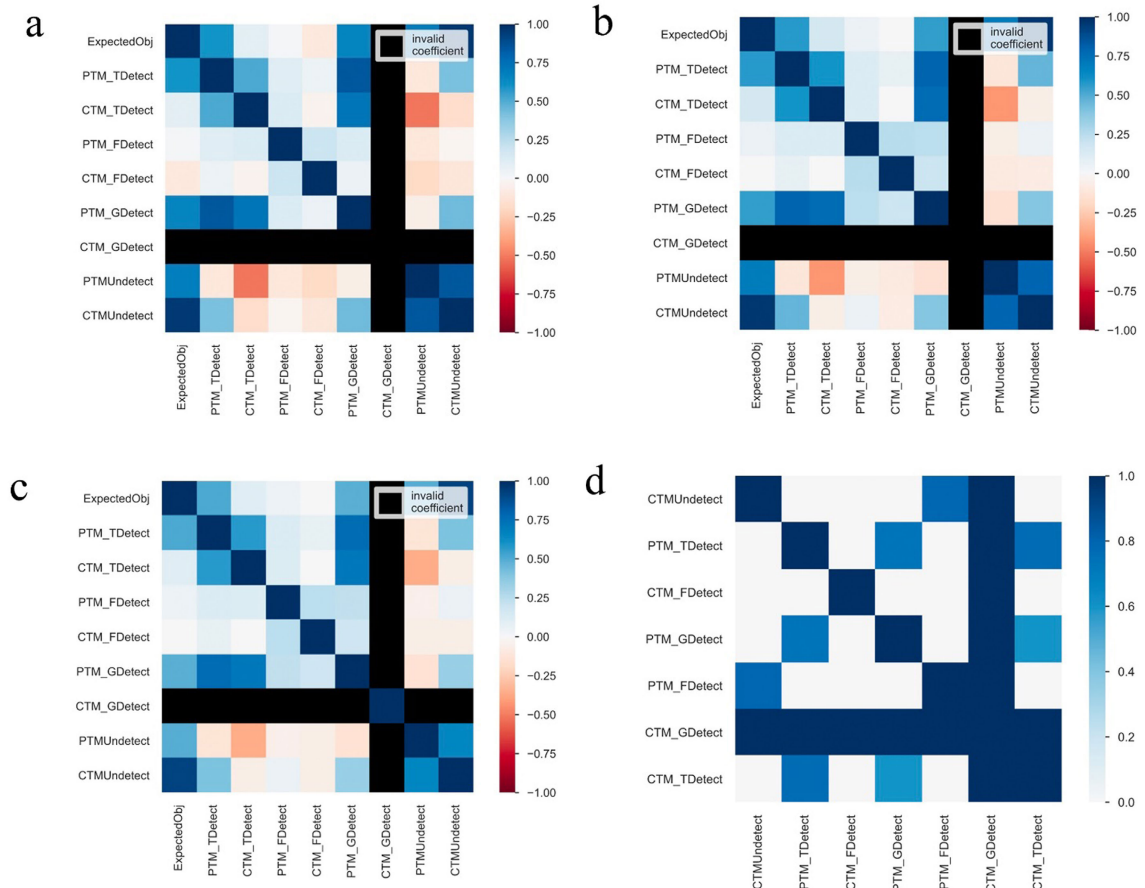 a
ExpectedObj
PTM_TDetect
CTM_TDetect
PTM_FDetect
CTM_FDetect
PTM_GDetect
CTM_GDetect
PTMUndetect
CTMUndetect
invalid
coefficient
1.00
0.75
0.50
0.25
0.00
−0.25
−0.50
−0.75
−1.00
ExpectedObj
PTM_TDetect
CTM_TDetect
PTM_FDetect
CTM_FDetect
PTM_GDetect
CTM_GDetect
PTMUndetect
CTMUndetect
b
ExpectedObj
PTM_TDetect
CTM_TDetect
PTM_FDetect
CTM_FDetect
PTM_GDetect
CTM_GDetect
PTMUndetect
CTMUndetect
invalid
coefficient
1.00
0.75
0.50
0.25
0.00
−0.25
−0.50
−0.75
−1.00
ExpectedObj
PTM_TDetect
CTM_TDetect
PTM_FDetect
CTM_FDetect
PTM_GDetect
CTM_GDetect
PTMUndetect
CTMUndetect
c
ExpectedObj
PTM_TDetect
CTM_TDetect
PTM_FDetect
CTM_FDetect
PTM_GDetect
CTM_GDetect
PTMUndetect
CTMUndetect
invalid
coefficient
1.00
0.75
0.50
0.25
0.00
−0.25
−0.50
−0.75
−1.00
ExpectedObj
PTM_TDetect
CTM_TDetect
PTM_FDetect
CTM_FDetect
PTM_GDetect
CTM_GDetect
PTMUndetect
CTMUndetect
d
CTMUndetect
PTM_TDetect
CTM_FDetect
PTM_GDetect
PTM_FDetect
CTM_GDetect
CTM_TDetect
1.0
0.8
0.6
0.4
0.2
0.0
CTMUndetect
PTM_TDetect
CTM_FDetect
PTM_GDetect
PTM_FDetect
CTM_GDetect
CTM_TDetect